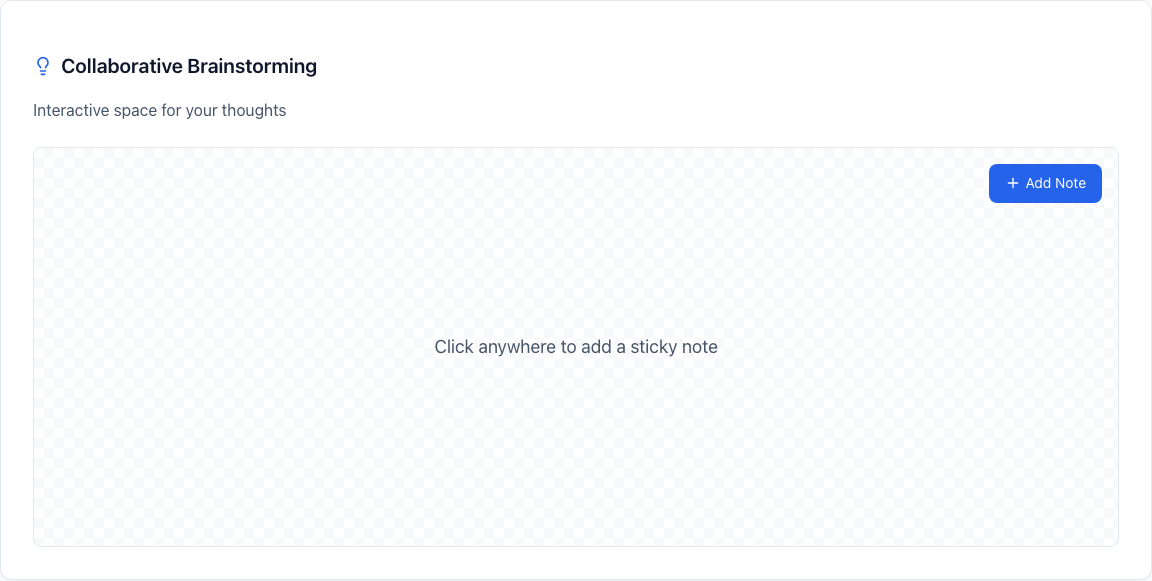 Collaborative Brainstorming
Interactive space for your thoughts
Add Note
Click anywhere to add a sticky note